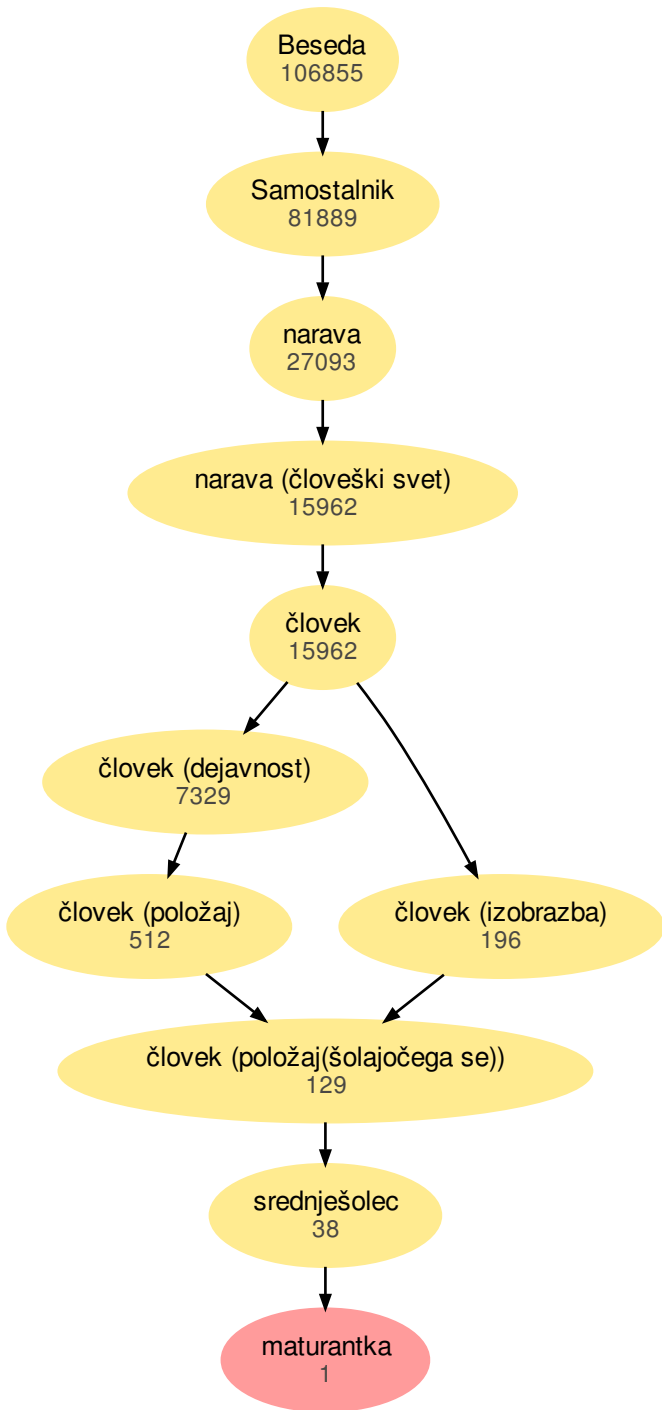 Beseda
106855
Samostalnik
81889
narava
27093
narava (človeški svet)
15962
človek
15962
človek (dejavnost)
7329
človek (položaj)
512
človek (izobrazba)
196
človek (položaj(šolajočega se))
129
srednješolec
38
maturantka
1